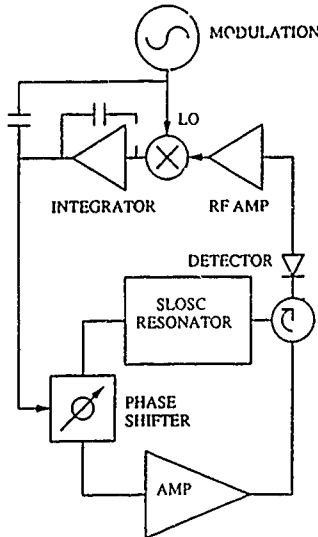 MODULATION
LO
INTEGRATOR
RF AMP
DETECTOR
SLOSC
RESONATOR
PHASE
SHIFTER
AMP